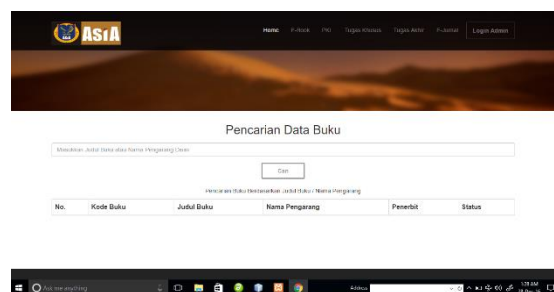 ASIA
Home P-Book PKL Tugas Khusus Tugas Akhir P-Jurnal Login Admin
Pencarian Data Buku
Masukkan Judul Buku atau Nama Pengarang Disini
Cari
Pencarian Buku Berdasarkan Judul Buku / Nama Pengarang
No. Kode Buku Judul Buku Nama Pengarang Penerbit Status
Ask me anything
Address